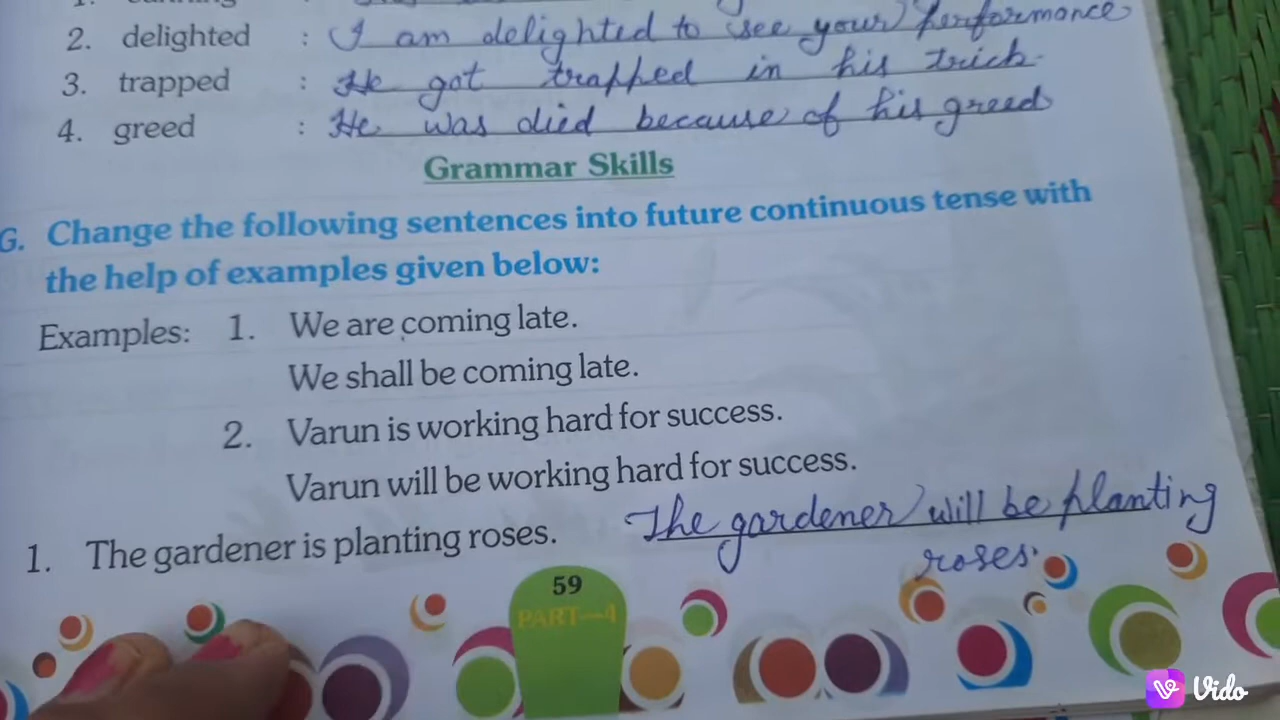 2. delighted : I am delighted to see your performance
3. trapped : He got trapped in his trick.
4. greed : He was died because of his greed
Grammar Skills
G. Change the following sentences into future continuous tense with
the help of examples given below:
Examples: 1. We are coming late.
We shall be coming late.
2. Varun is working hard for success.
Varun will be working hard for success.
1. The gardener is planting roses. The gardener will be planting
roses.
59
PART—4
Vido